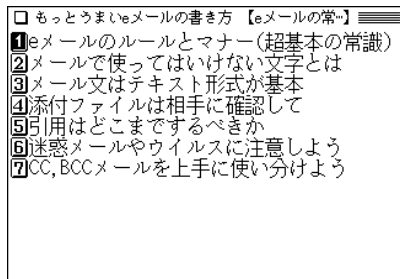 □ もっとうまいeメールの書き方 【eメールの常…】
1 eメールのルールとマナー(超基本の常識)
2 メールで使ってはいけない文字とは
3 メール文はテキスト形式が基本
4 添付ファイルは相手に確認して
5 引用はどこまでするべきか
6 迷惑メールやウイルスに注意しよう
7 CC,BCCメールを上手に使い分けよう